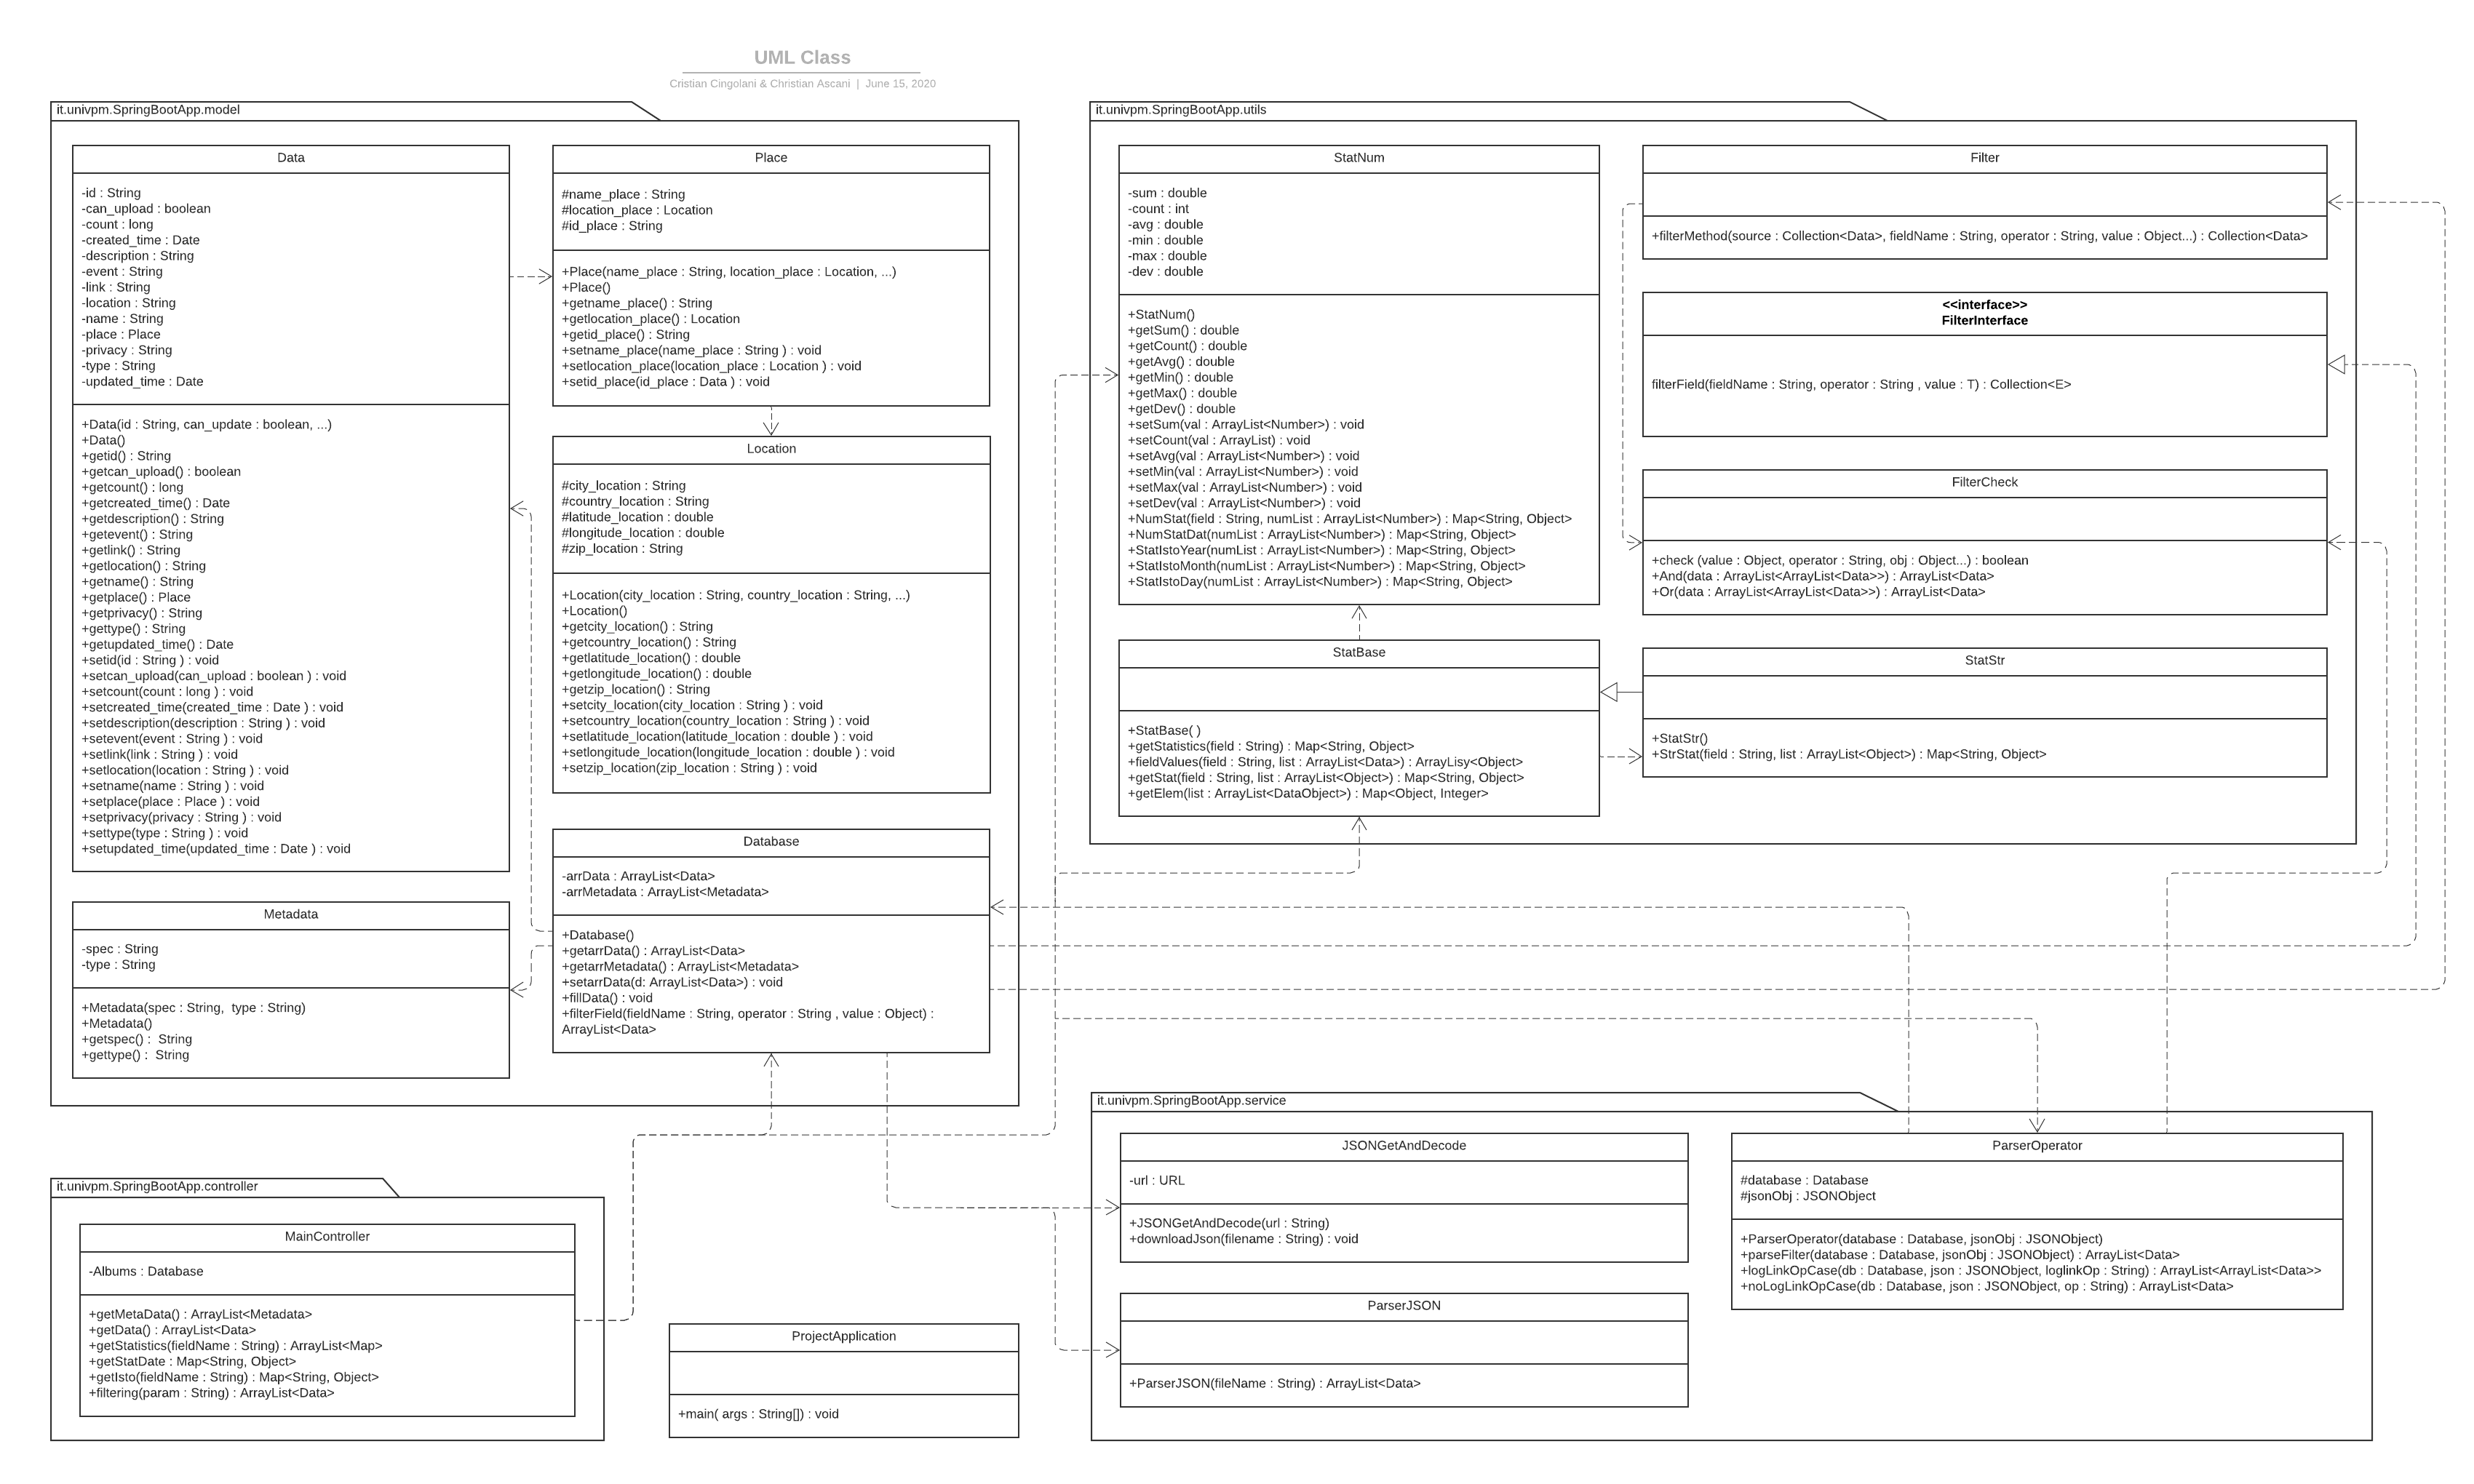 UML Class
Cristian Cingolani & Christian Ascani | June 15, 2020
it.univpm.SpringBootApp.model
Data
-id : String
-can_upload : boolean
-count : long
-created_time : Date
-description : String
-event : String
-link : String
-location : String
-name : String
-place : Place
-privacy : String
-type : String
-updated_time : Date
+Data(id : String, can_update : boolean, ...)
+Data()
+getid() : String
+getcan_upload() : boolean
+getcount() : long
+getcreated_time() : Date
+getdescription() : String
+getevent() : String
+getlink() : String
+getlocation() : String
+getname() : String
+getplace() : Place
+getprivacy() : String
+gettype() : String
+getupdated_time() : Date
+setid(id : String ) : void
+setcan_upload(can_upload : boolean ) : void
+setcount(count : long ) : void
+setcreated_time(created_time : Date ) : void
+setdescription(description : String ) : void
+setevent(event : String ) : void
+setlink(link : String ) : void
+setlocation(location : String ) : void
+setname(name : String ) : void
+setplace(place : Place ) : void
+setprivacy(privacy : String ) : void
+settype(type : String ) : void
+setupdated_time(updated_time : Date ) : void
Metadata
-spec : String
-type : String
+Metadata(spec : String,  type : String)
+Metadata()
+getspec() :  String
+gettype() :  String
Place
#name_place : String
#location_place : Location
#id_place : String
+Place(name_place : String, location_place : Location, ...)
+Place()
+getname_place() : String
+getlocation_place() : Location
+getid_place() : String
+setname_place(name_place : String ) : void
+setlocation_place(location_place : Location ) : void
+setid_place(id_place : Data ) : void
Location
#city_location : String
#country_location : String
#latitude_location : double
#longitude_location : double
#zip_location : String
+Location(city_location : String, country_location : String, ...)
+Location()
+getcity_location() : String
+getcountry_location() : String
+getlatitude_location() : double
+getlongitude_location() : double
+getzip_location() : String
+setcity_location(city_location : String ) : void
+setcountry_location(country_location : String ) : void
+setlatitude_location(latitude_location : double ) : void
+setlongitude_location(longitude_location : double ) : void
+setzip_location(zip_location : String ) : void
Database
-arrData : ArrayList<Data>
-arrMetadata : ArrayList<Metadata>
+Database()
+getarrData() : ArrayList<Data>
+getarrMetadata() : ArrayList<Metadata>
+setarrData(d: ArrayList<Data>) : void
+fillData() : void
+filterField(fieldName : String, operator : String , value : Object) :
ArrayList<Data>
it.univpm.SpringBootApp.utils
StatNum
-sum : double
-count : int
-avg : double
-min : double
-max : double
-dev : double
+StatNum()
+getSum() : double
+getCount() : double
+getAvg() : double
+getMin() : double
+getMax() : double
+getDev() : double
+setSum(val : ArrayList<Number>) : void
+setCount(val : ArrayList) : void
+setAvg(val : ArrayList<Number>) : void
+setMin(val : ArrayList<Number>) : void
+setMax(val : ArrayList<Number>) : void
+setDev(val : ArrayList<Number>) : void
+NumStat(field : String, numList : ArrayList<Number>) : Map<String, Object>
+NumStatDat(numList : ArrayList<Number>) : Map<String, Object>
+StatIstoYear(numList : ArrayList<Number>) : Map<String, Object>
+StatIstoMonth(numList : ArrayList<Number>) : Map<String, Object>
+StatIstoDay(numList : ArrayList<Number>) : Map<String, Object>
StatBase
+StatBase( )
+getStatistics(field : String) : Map<String, Object>
+fieldValues(field : String, list : ArrayList<Data>) : ArrayLisy<Object>
+getStat(field : String, list : ArrayList<Object>) : Map<String, Object>
+getElem(list : ArrayList<DataObject>) : Map<Object, Integer>
Filter
+filterMethod(source : Collection<Data>, fieldName : String, operator : String, value : Object...) : Collection<Data>
<<interface>>
FilterInterface
filterField(fieldName : String, operator : String , value : T) : Collection<E>
FilterCheck
+check (value : Object, operator : String, obj : Object...) : boolean
+And(data : ArrayList<ArrayList<Data>>) : ArrayList<Data>
+Or(data : ArrayList<ArrayList<Data>>) : ArrayList<Data>
StatStr
+StatStr()
+StrStat(field : String, list : ArrayList<Object>) : Map<String, Object>
it.univpm.SpringBootApp.controller
MainController
-Albums : Database
+getMetaData() : ArrayList<Metadata>
+getData() : ArrayList<Data>
+getStatistics(fieldName : String) : ArrayList<Map>
+getStatDate : Map<String, Object>
+getIsto(fieldName : String) : Map<String, Object>
+filtering(param : String) : ArrayList<Data>
ProjectApplication
+main( args : String[]) : void
it.univpm.SpringBootApp.service
JSONGetAndDecode
-url : URL
+JSONGetAndDecode(url : String)
+downloadJson(filename : String) : void
ParserJSON
+ParserJSON(fileName : String) : ArrayList<Data>
ParserOperator
#database : Database
#jsonObj : JSONObject
+ParserOperator(database : Database, jsonObj : JSONObject)
+parseFilter(database : Database, jsonObj : JSONObject) : ArrayList<Data>
+logLinkOpCase(db : Database, json : JSONObject, loglinkOp : String) : ArrayList<ArrayList<Data>>
+noLogLinkOpCase(db : Database, json : JSONObject, op : String) : ArrayList<Data>